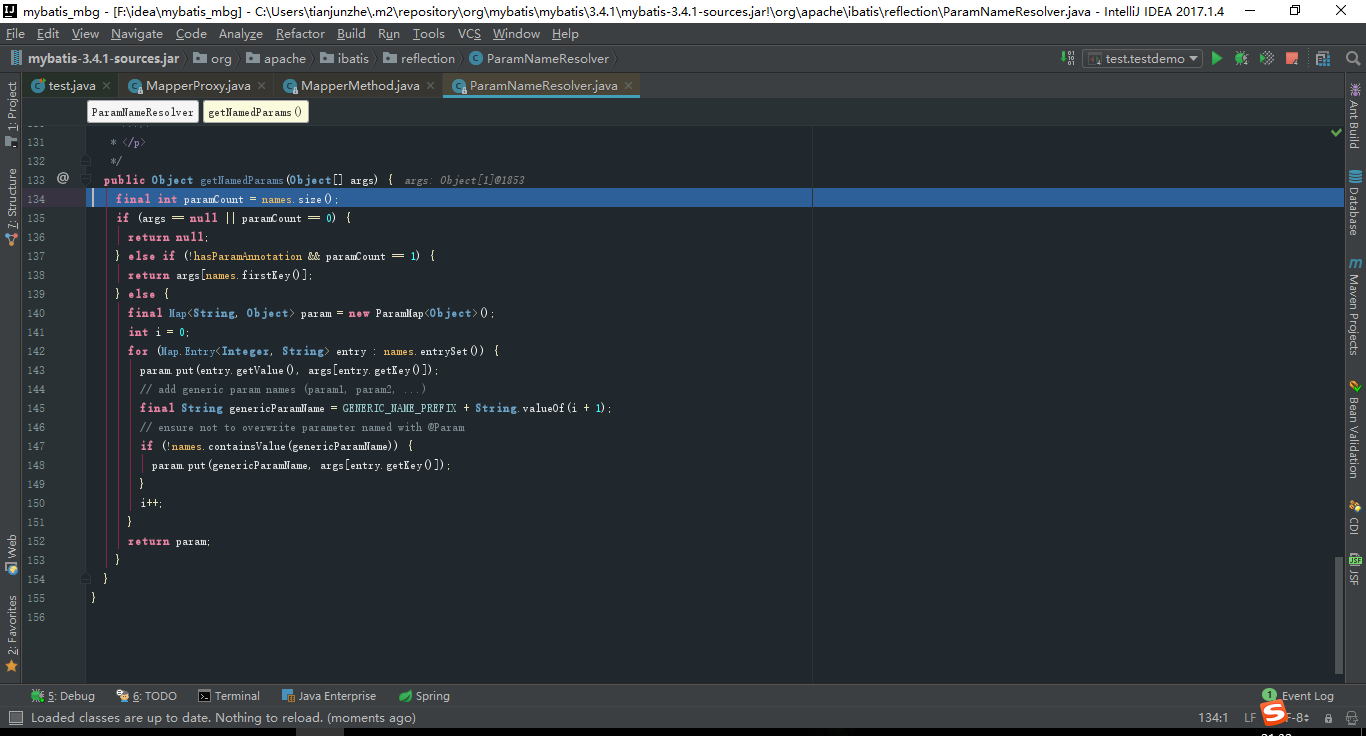 mybatis_mbg - [F:\idea\mybatis_mbg] - C:\Users\tianjunzhe\.m2\repository\org\mybatis\mybatis\3.4.1\mybatis-3.4.1-sources.jar!\org\apache\ibatis\reflection\ParamNameResolver.java - IntelliJ IDEA 2017.1.4
File Edit View Navigate Code Analyze Refactor Build Run Tools VCS Window Help
mybatis-3.4.1-sources.jar org apache ibatis reflection ParamNameResolver test.testdemo
test.java MapperProxy.java MapperMethod.java ParamNameResolver.java
ParamNameResolver getNamedParams()
131 * </p>
132 */
133 @ public Object getNamedParams(Object[] args) { args: Object[1]@1853
134 final int paramCount = names.size();
135 if (args == null || paramCount == 0) {
136 return null;
137 } else if (!hasParamAnnotation && paramCount == 1) {
138 return args[names.firstKey()];
139 } else {
140 final Map<String, Object> param = new ParamMap<Object>();
141 int i = 0;
142 for (Map.Entry<Integer, String> entry : names.entrySet()) {
143 param.put(entry.getValue(), args[entry.getKey()]);
144 // add generic param names (param1, param2, ...)
145 final String genericParamName = GENERIC_NAME_PREFIX + String.valueOf(i + 1);
146 // ensure not to overwrite parameter named with @Param
147 if (!names.containsValue(genericParamName)) {
148 param.put(genericParamName, args[entry.getKey()]);
149 }
150 i++;
151 }
152 return param;
153 }
154 }
155 }
156
1: Project
7: Structure
Web
2: Favorites
Ant Build
Database
Maven Projects
Bean Validation
CDI
JSF
5: Debug 6: TODO Terminal Java Enterprise Spring 1 Event Log
Loaded classes are up to date. Nothing to reload. (moments ago) 134:1 LF F-8